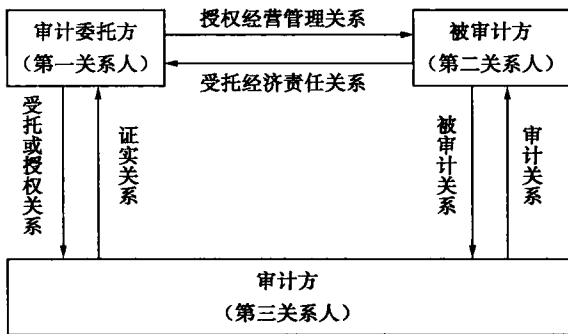 审计委托方
（第一关系人）
授权经营管理关系
受托经济责任关系
被审计方
（第二关系人）
受托或授权关系
证实关系
被审计关系
审计关系
审计方
（第三关系人）